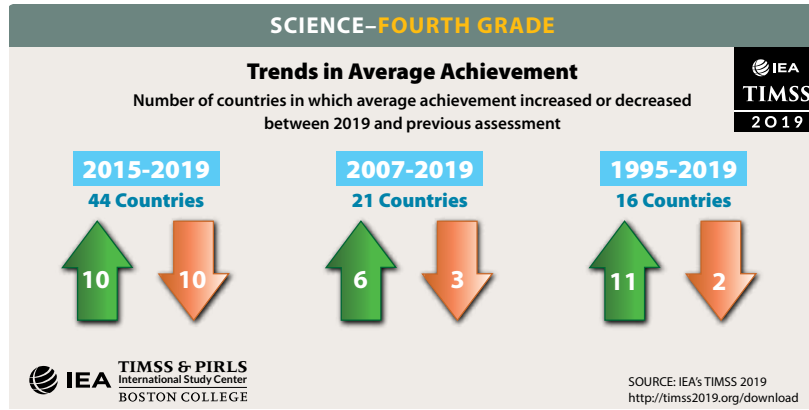 SCIENCE–FOURTH GRADE
Trends in Average Achievement
Number of countries in which average achievement increased or decreased
between 2019 and previous assessment
IEA
TIMSS
2019
2015-2019
44 Countries
10
10
2007-2019
21 Countries
6
3
1995-2019
16 Countries
11
2
IEA
TIMSS & PIRLS
International Study Center
BOSTON COLLEGE
SOURCE: IEA's TIMSS 2019
http://timss2019.org/download